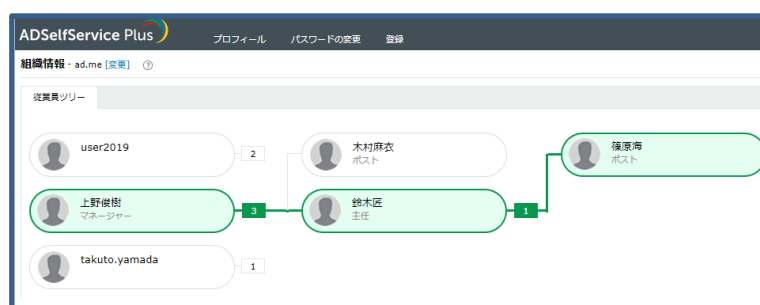 ADSelfService Plus プロフィール パスワードの変更 登録
組織情報 - ad.me [変更] ?
従業員ツリー
user2019
2
木村麻衣
ポスト
篠原海
ポスト
上野俊樹
マネージャー
3
鈴木匠
主任
1
takuto.yamada
1